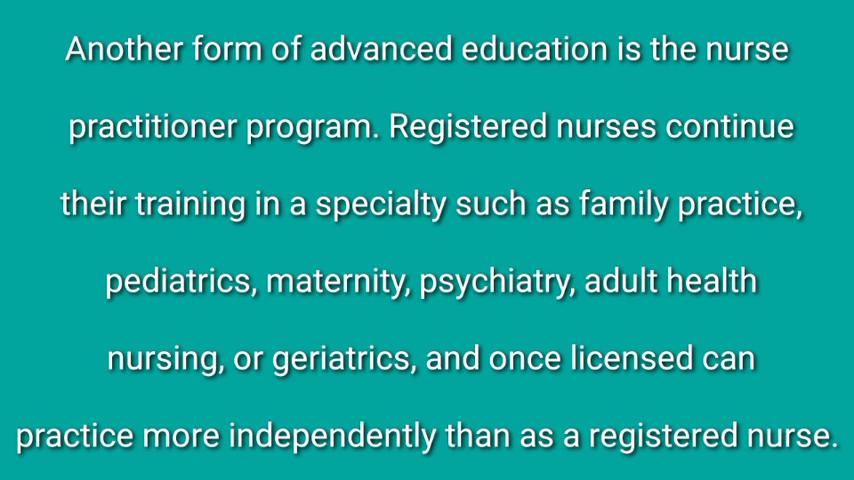 Another form of advanced education is the nurse
practitioner program. Registered nurses continue
their training in a specialty such as family practice,
pediatrics, maternity, psychiatry, adult health
nursing, or geriatrics, and once licensed can
practice more independently than as a registered nurse.